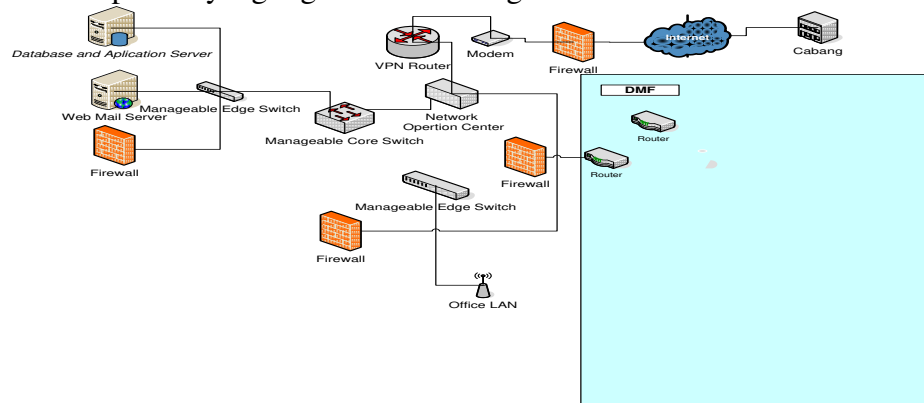 Database and Aplication Server
VPN Router
Modem
Firewall
Internet
Cabang
Web Mail Server
Manageable Edge Switch
Manageable Core Switch
Network
Opertion Center
DMF
Router
Router
Firewall
Firewall
Manageable Edge Switch
Firewall
Office LAN